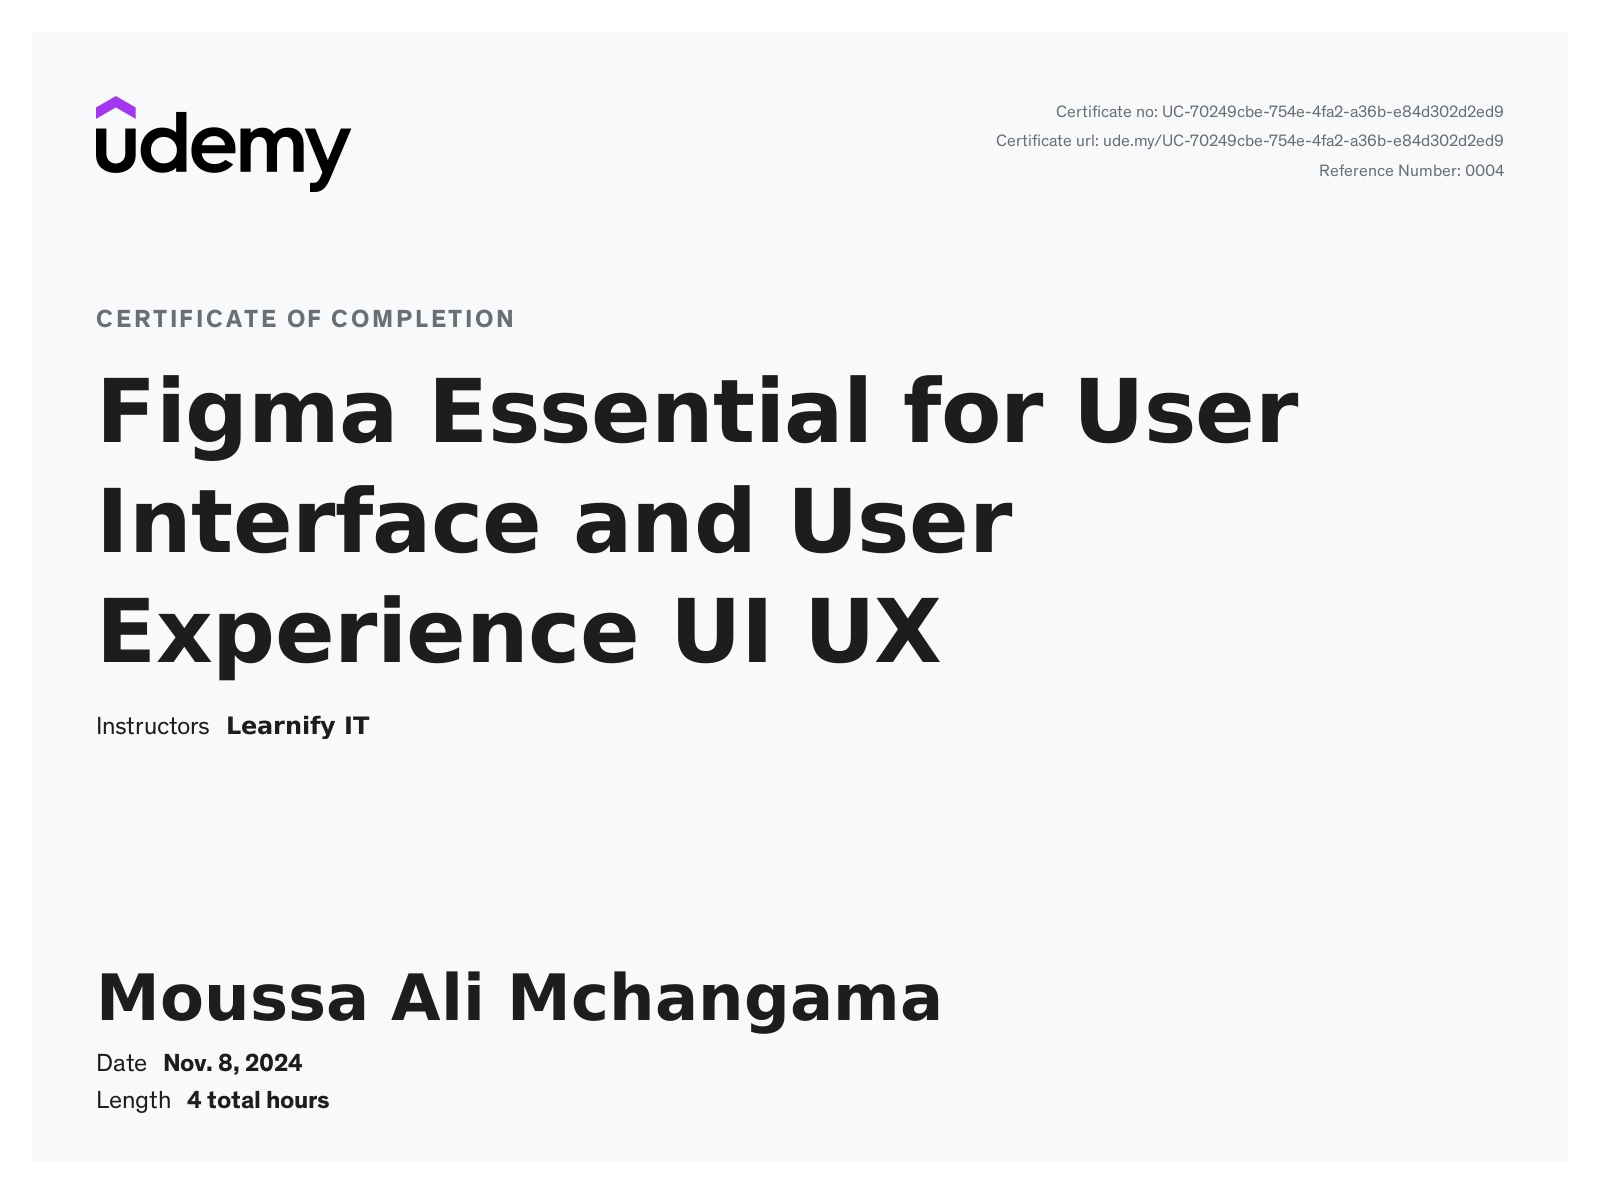 udemy
Certificate no: UC-70249cbe-754e-4fa2-a36b-e84d302d2ed9
Certificate url: ude.my/UC-70249cbe-754e-4fa2-a36b-e84d302d2ed9
Reference Number: 0004
CERTIFICATE OF COMPLETION
Figma Essential for User
Interface and User
Experience UI UX
Instructors Learnify IT
Moussa Ali Mchangama
Date Nov. 8, 2024
Length 4 total hours